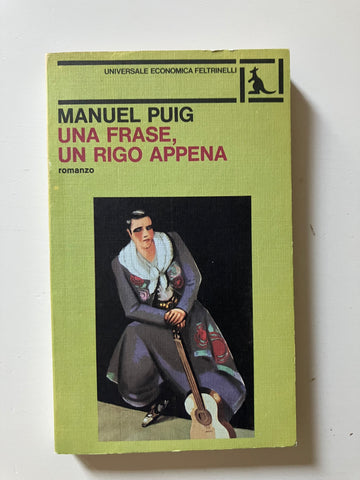 UNIVERSALE ECONOMICA FELTRINELLI
MANUEL PUIG
UNA FRASE,
UN RIGO APPENA
romanzo